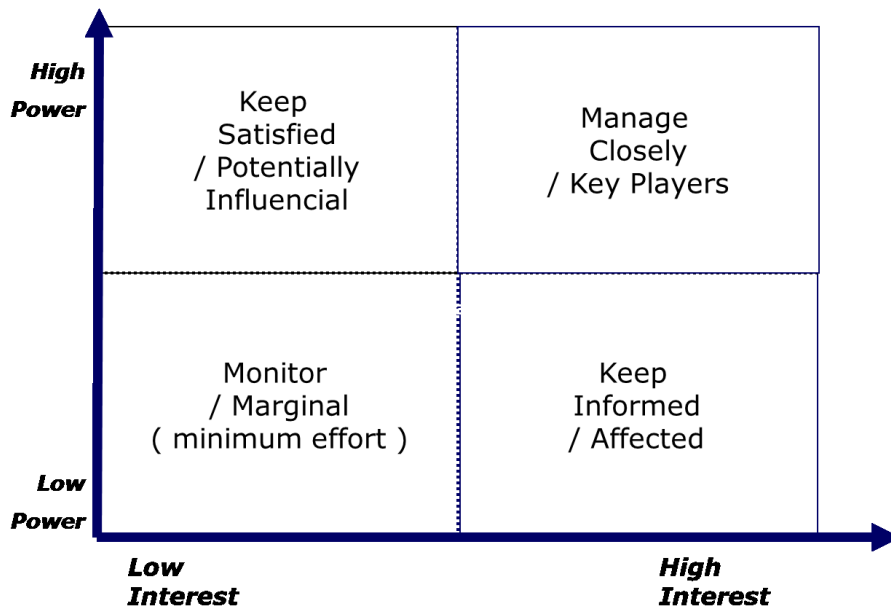 High
Power
Keep
Satisfied
/ Potentially
Influencial
Manage
Closely
/ Key Players
Monitor
/ Marginal
( minimum effort )
Keep
Informed
/ Affected
Low
Power
Low
Interest
High
Interest